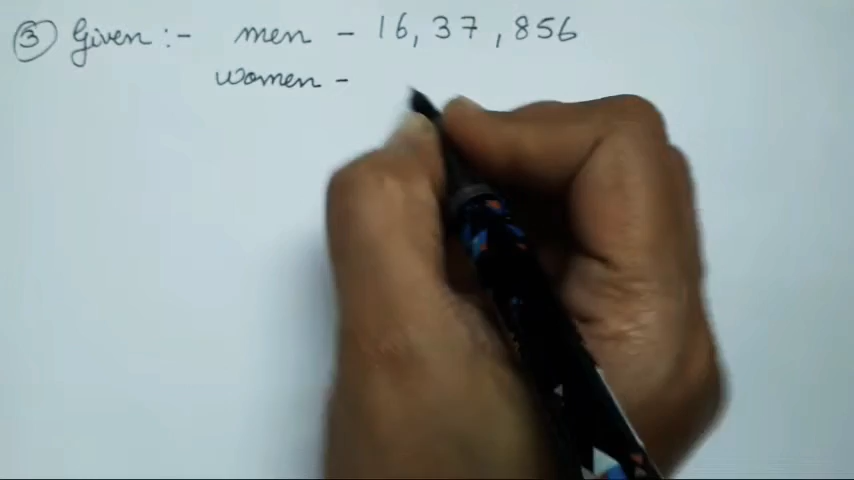 ③ Given :- men - 16,37,856
women -